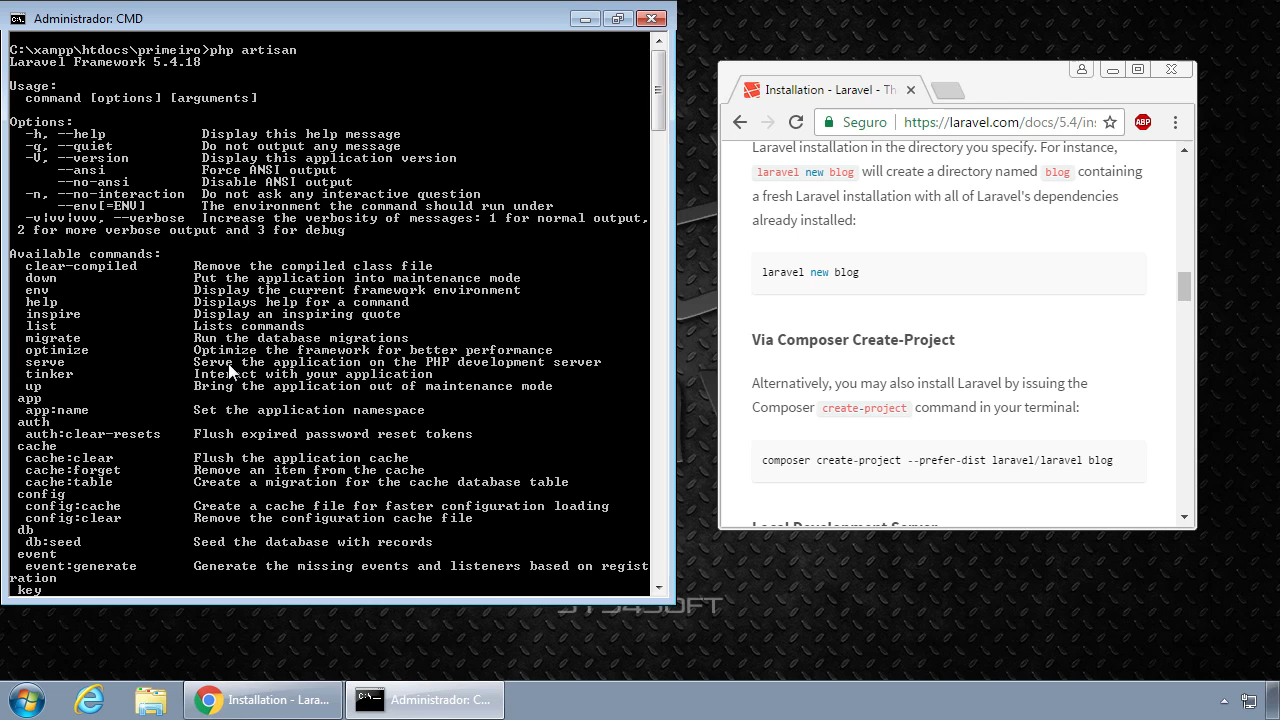 Administrador: CMD
C:\xampp\htdocs\primeiro>php artisan
Laravel Framework 5.4.18
Usage:
command [options] [arguments]
Options:
-h, --help Display this help message
-q, --quiet Do not output any message
-V, --version Display this application version
--ansi Force ANSI output
--no-ansi Disable ANSI output
-n, --no-interaction Do not ask any interactive question
--env[=ENV] The environment the command should run under
-v|vv|vvv, --verbose Increase the verbosity of messages: 1 for normal output,
2 for more verbose output and 3 for debug
Available commands:
clear-compiled Remove the compiled class file
down Put the application into maintenance mode
env Display the current framework environment
help Displays help for a command
inspire Display an inspiring quote
list Lists commands
migrate Run the database migrations
optimize Optimize the framework for better performance
serve Serve the application on the PHP development server
tinker Interact with your application
up Bring the application out of maintenance mode
app
app:name Set the application namespace
auth
auth:clear-resets Flush expired password reset tokens
cache
cache:clear Flush the application cache
cache:forget Remove an item from the cache
cache:table Create a migration for the cache database table
config
config:cache Create a cache file for faster configuration loading
config:clear Remove the configuration cache file
db
db:seed Seed the database with records
event
event:generate Generate the missing events and listeners based on regist
ration
key
Installation - Laravel - Th
Seguro https://laravel.com/docs/5.4/ins
ABP
Laravel installation in the directory you specify. For instance,
laravel new blog will create a directory named blog containing
a fresh Laravel installation with all of Laravel's dependencies
already installed:
laravel new blog
Via Composer Create-Project
Alternatively, you may also install Laravel by issuing the
Composer create-project command in your terminal:
composer create-project --prefer-dist laravel/laravel blog
Local Development Server
Installation - Lara...
Administrador: C...